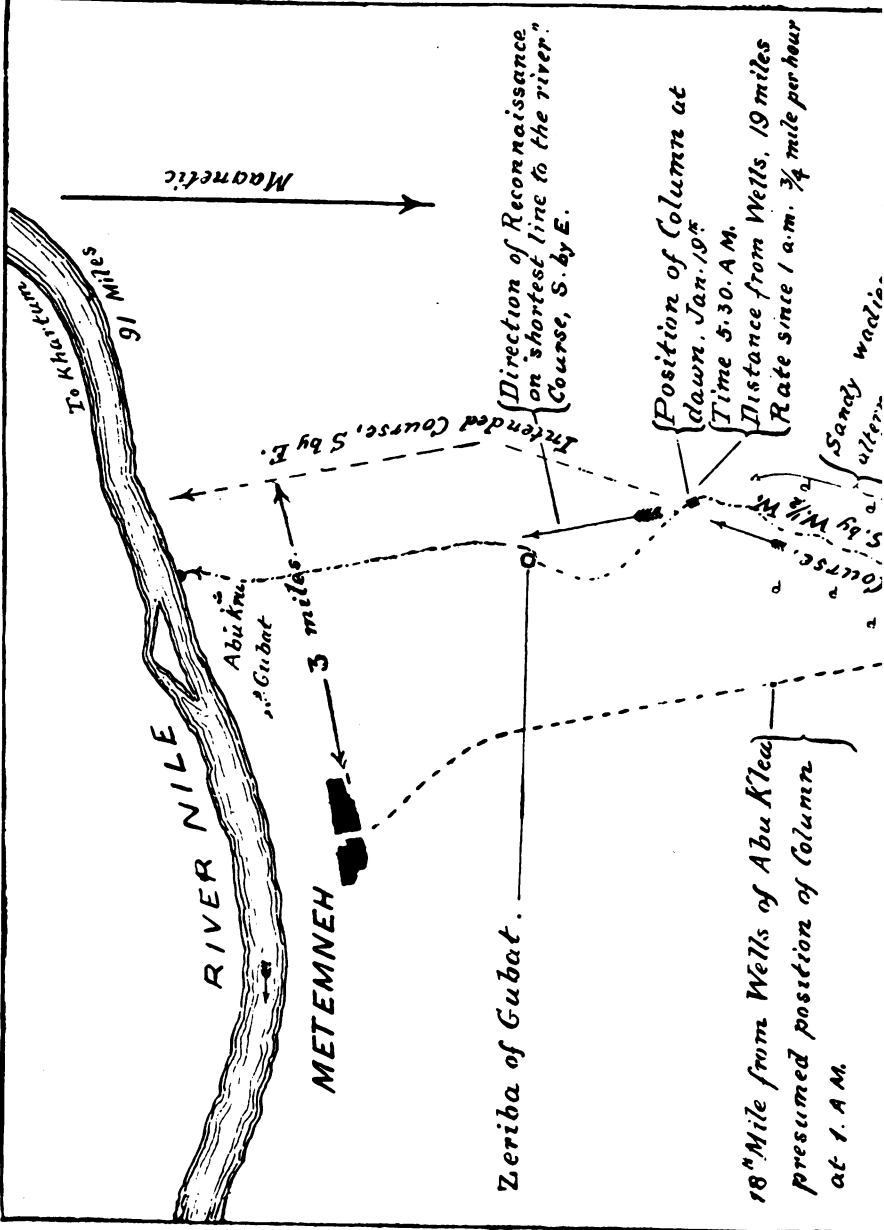 To Khartum
91 Miles
Magnetic
RIVER NILE
METEMNEH
Abu Kru
Gubat
3 miles.
Intended Course, S by E.
Direction of Reconnaissance
on "shortest line to the river."
Course, S. by E.
Zeriba of Gubat.
Position of Column at
dawn. Jan. 19th
Time 5.30. A M.
Distance from Wells, 19 miles
Rate since 1 a.m. 3/4 mile per hour
Sandy wadies
altern
Course,
S. by W. 1/2 W.
18th Mile from Wells of Abu Klea
presumed position of Column
at 1. A M.